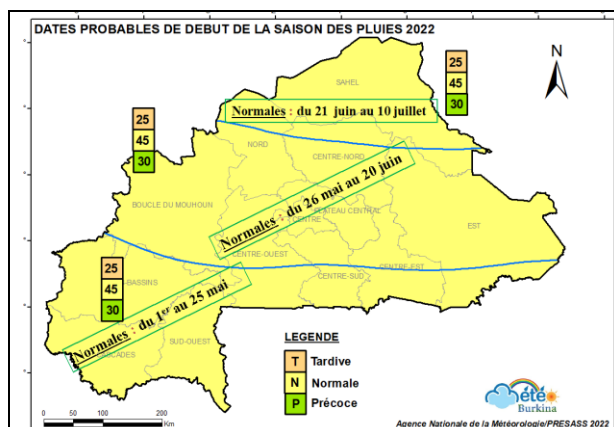 DATES PROBABLES DE DEBUT DE LA SAISON DES PLUIES 2022
N
25
45
30
SAHEL
Normales : du 21 juin au 10 juillet
25
45
30
NORD
CENTRE-NORD
BOUCLE DU MOUHOUN
Normales : du 26 mai au 20 juin
PLATEAU CENTRAL
CENTRE
EST
CENTRE-OUEST
CENTRE-EST
CENTRE-SUD
25
45
30
-BASSINS
Normales : du 1er au 25 mai
SUD-OUEST
CASCADES
LEGENDE
T Tardive
N Normale
P Précoce
0 50 100 200
Km
Météo
Burkina
Agence Nationale de la Météorologie/PRESASS 2022